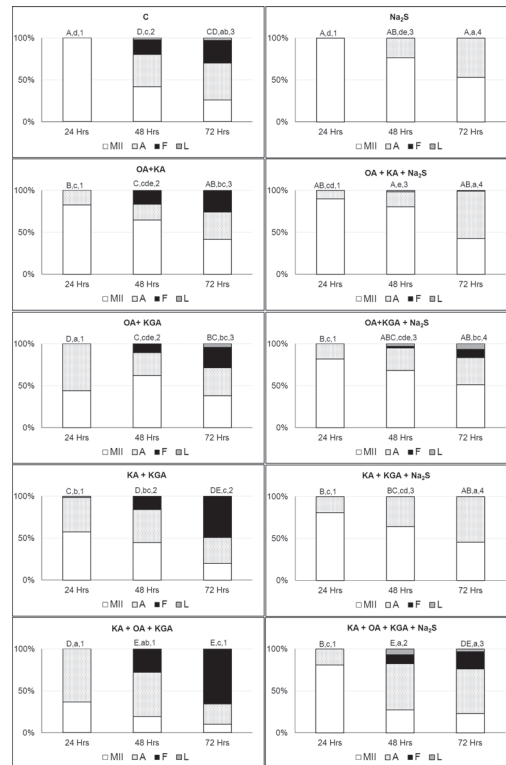 C
A,d,1 D,c,2 CD,ab,3
100%
50%
0%
24 Hrs 48 Hrs 72 Hrs
MII A F L
Na₂S
A,d,1 AB,de,3 A,a,4
100%
50%
0%
24 Hrs 48 Hrs 72 Hrs
MII A F L
OA+KA
B,c,1 C,cde,2 AB,bc,3
100%
50%
0%
24 Hrs 48 Hrs 72 Hrs
MII A F L
OA + KA + Na₂S
AB,cd,1 A,e,3 AB,a,4
100%
50%
0%
24 Hrs 48 Hrs 72 Hrs
MII A F L
OA+ KGA
D,a,1 C,cde,2 BC,bc,3
100%
50%
0%
24 Hrs 48 Hrs 72 Hrs
MII A F L
OA+KGA + Na₂S
B,c,1 ABC,cde,3 AB,bc,4
100%
50%
0%
24 Hrs 48 Hrs 72 Hrs
MII A F L
KA + KGA
C,b,1 D,bc,2 DE,c,2
100%
50%
0%
24 Hrs 48 Hrs 72 Hrs
MII A F L
KA + KGA + Na₂S
B,c,1 BC,cd,3 AB,a,4
100%
50%
0%
24 Hrs 48 Hrs 72 Hrs
MII A F L
KA + OA + KGA
D,a,1 E,ab,1 E,c,1
100%
50%
0%
24 Hrs 48 Hrs 72 Hrs
MII A F L
KA + OA + KGA + Na₂S
B,c,1 E,a,2 DE,a,3
100%
50%
0%
24 Hrs 48 Hrs 72 Hrs
MII A F L